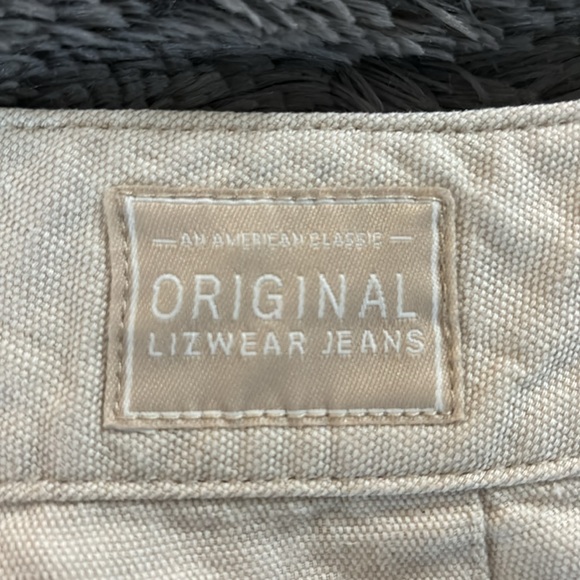 — AN AMERICAN CLASSIC —
ORIGINAL
LIZWEAR JEANS